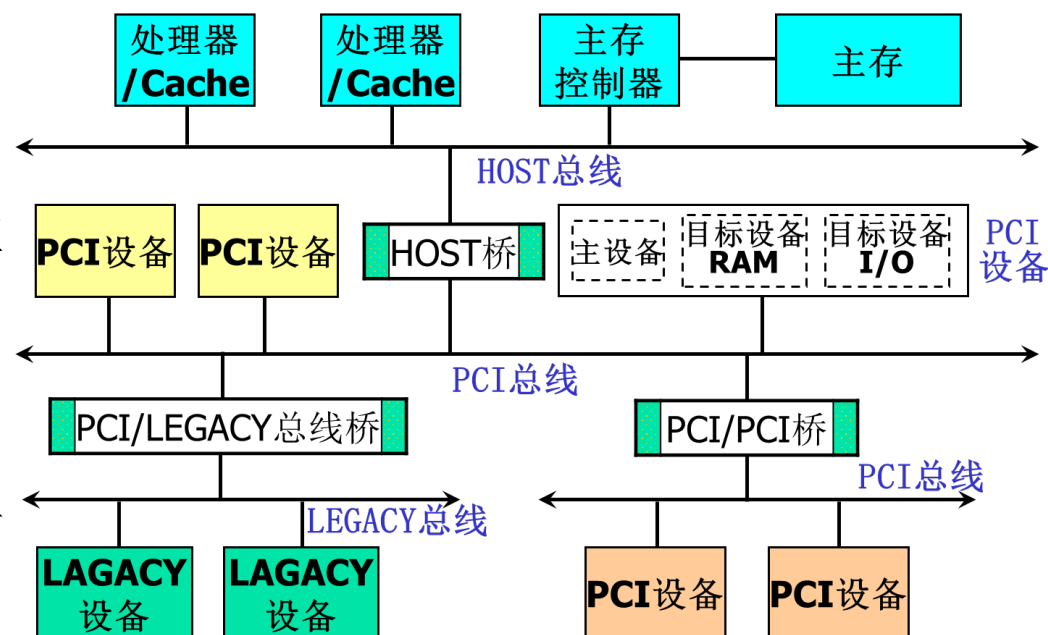 处理器
/Cache
处理器
/Cache
主存
控制器
主存
HOST总线
PCI设备
PCI设备
HOST桥
主设备
目标设备
RAM
目标设备
I/O
PCI
设备
PCI总线
PCI/LEGACY总线桥
PCI/PCI桥
PCI总线
LEGACY总线
LAGACY
设备
LAGACY
设备
PCI设备
PCI设备